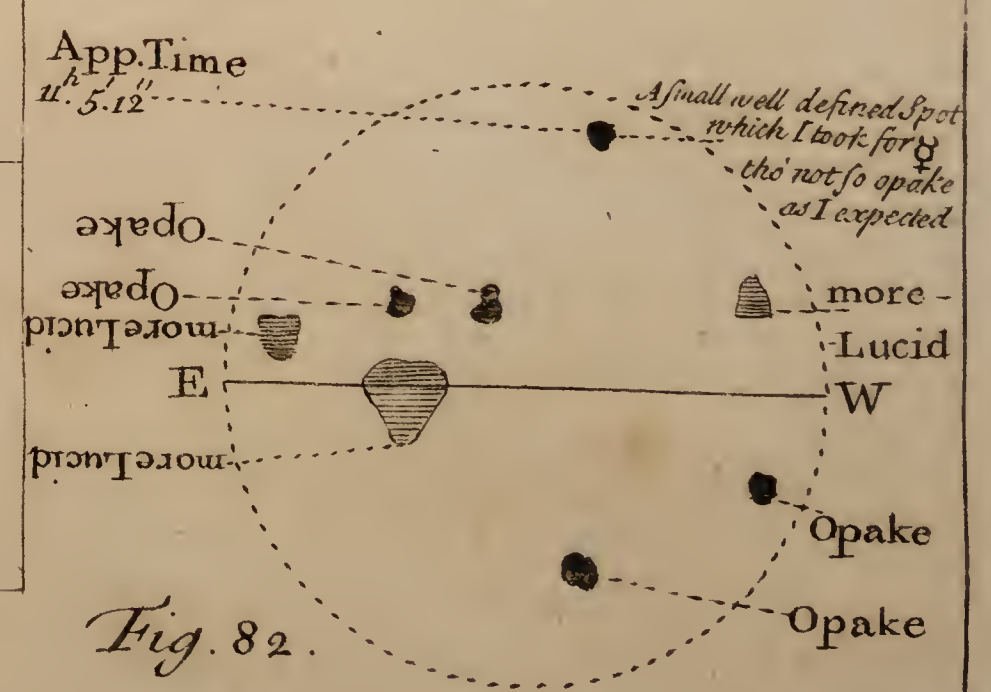 App.Time
11.ʰ 5.′12″
A ſmall well defined Spot
which I took for ☿
tho' not ſo opake
as I expected
Opake
Opake
more Lucid
more -
-Lucid
E
W
more Lucid
Opake
Opake
Fig. 82.